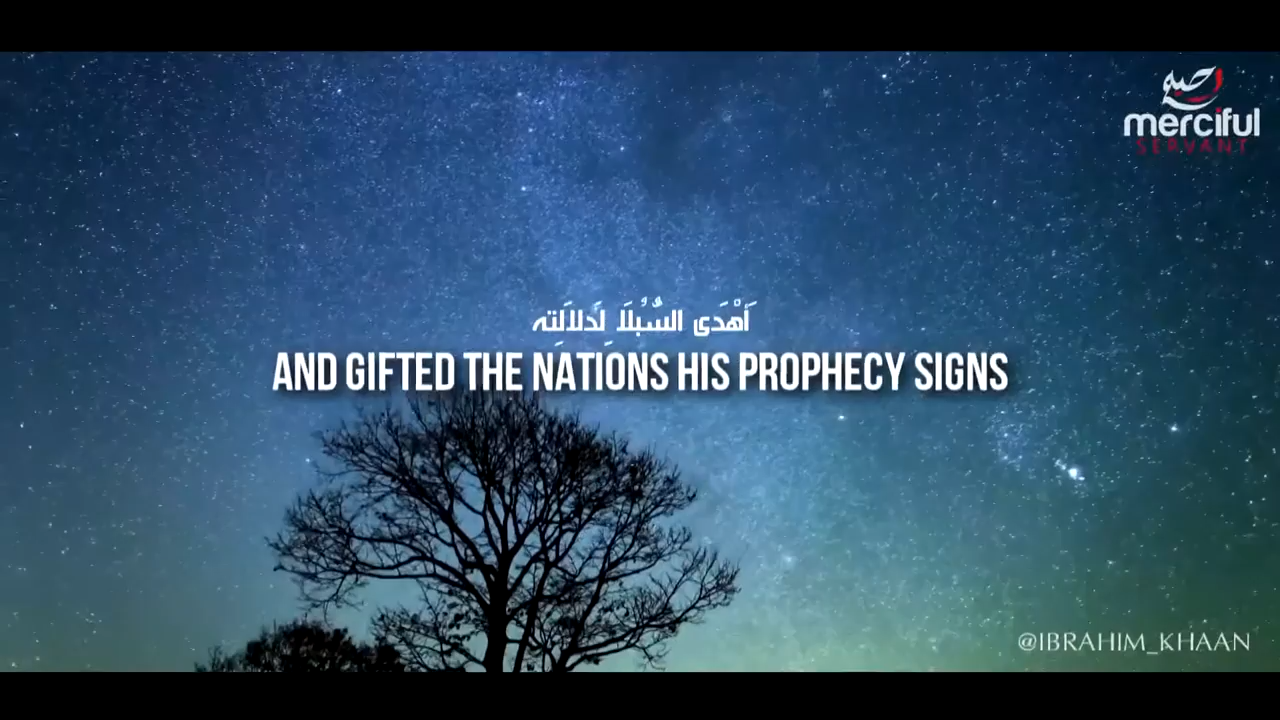 merciful
SERVANT
أَهْدَى السُّبُلَا لِدَلَالَتِه
AND GIFTED THE NATIONS HIS PROPHECY SIGNS
@IBRAHIM_KHAAN